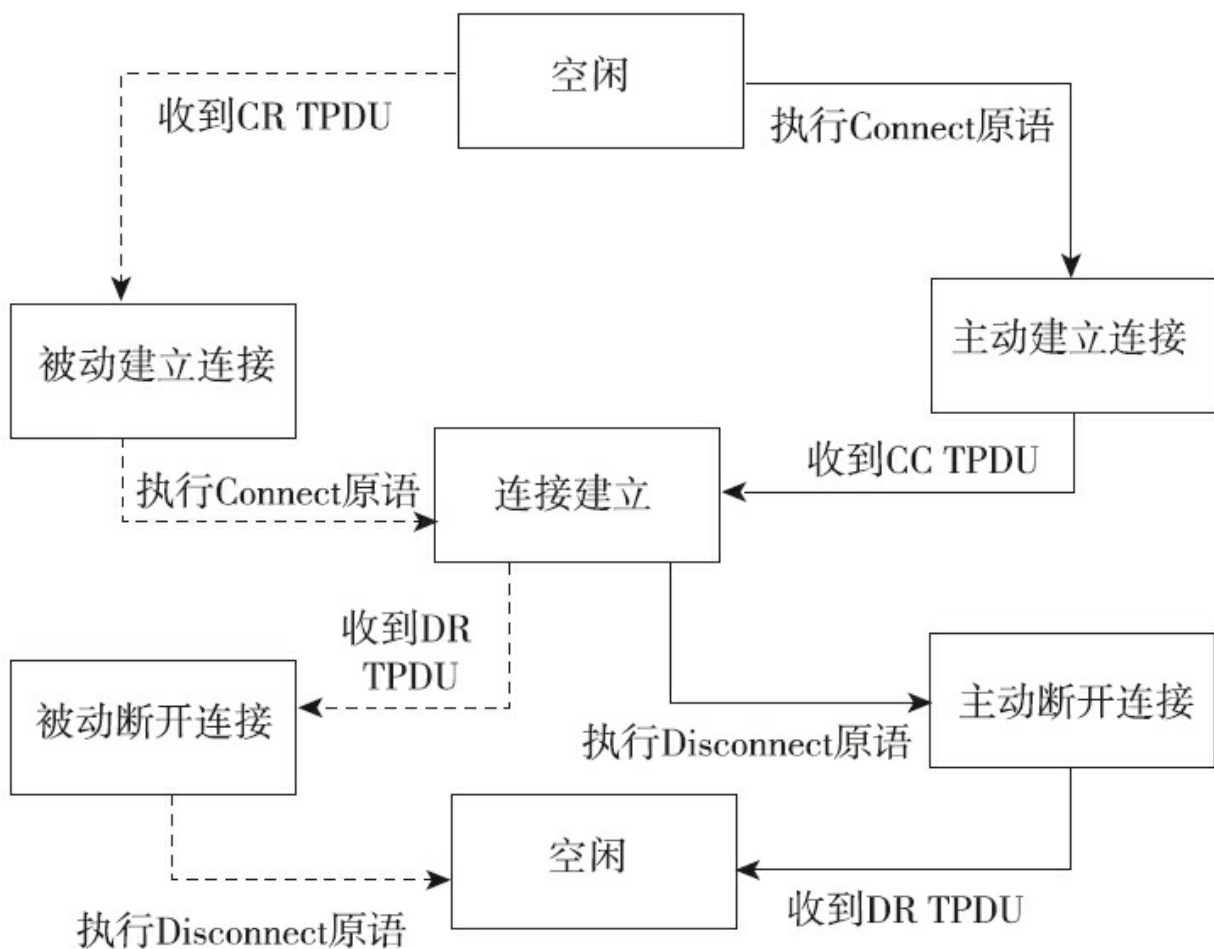 空闲
收到CR TPDU
执行Connect原语
被动建立连接
主动建立连接
收到CC TPDU
执行Connect原语
连接建立
收到DR
TPDU
被动断开连接
主动断开连接
执行Disconnect原语
空闲
执行Disconnect原语
收到DR TPDU